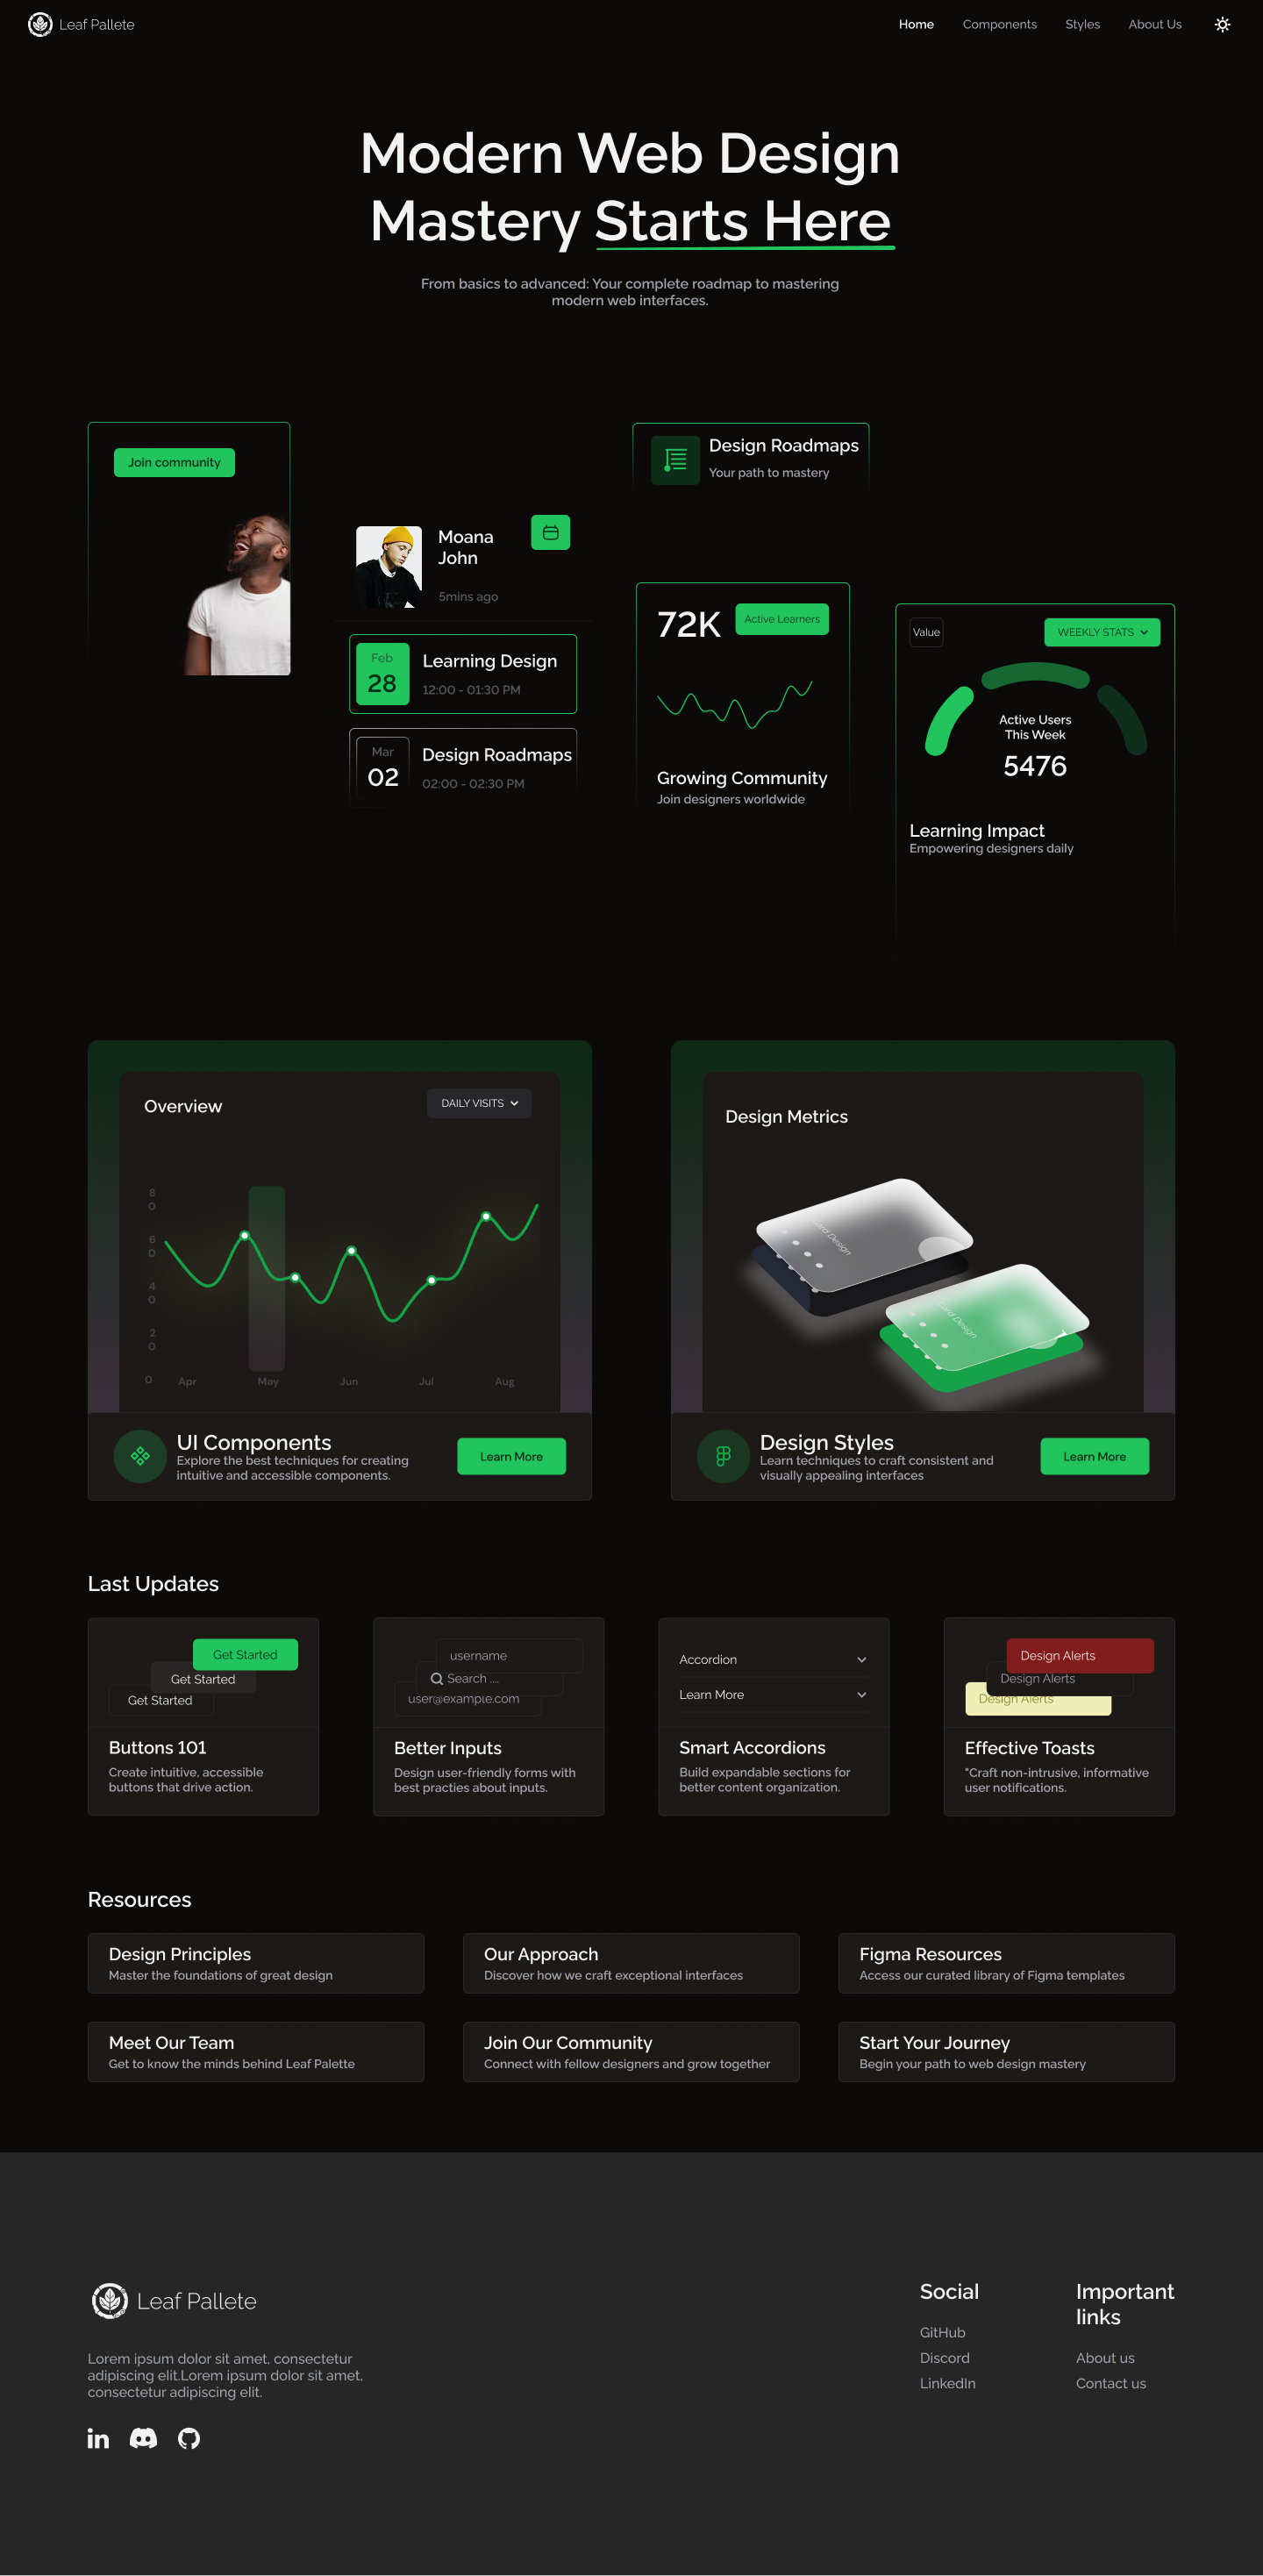 Leaf Pallete
Home
Components
Styles
About Us
Modern Web Design
Mastery Starts Here
From basics to advanced: Your complete roadmap to mastering
modern web interfaces.
Join community
Moana
John
5mins ago
Feb
28
Learning Design
12:00 - 01:30 PM
Mar
02
Design Roadmaps
02:00 - 02:30 PM
Design Roadmaps
Your path to mastery
72K
Active Learners
Growing Community
Join designers worldwide
Value
WEEKLY STATS
Active Users
This Week
5476
Learning Impact
Empowering designers daily
Overview
DAILY VISITS
8
0
6
0
4
0
2
0
0
Apr
May
Jun
Jul
Aug
UI Components
Explore the best techniques for creating
intuitive and accessible components.
Learn More
Design Metrics
Card Design
Card Design
Design Styles
Learn techniques to craft consistent and
visually appealing interfaces
Learn More
Last Updates
Get Started
Get Started
Get Started
Buttons 101
Create intuitive, accessible
buttons that drive action.
username
Search ....
user@example.com
Better Inputs
Design user-friendly forms with
best practies about inputs.
Accordion
Learn More
Smart Accordions
Build expandable sections for
better content organization.
Design Alerts
Design Alerts
Design Alerts
Effective Toasts
"Craft non-intrusive, informative
user notifications.
Resources
Design Principles
Master the foundations of great design
Our Approach
Discover how we craft exceptional interfaces
Figma Resources
Access our curated library of Figma templates
Meet Our Team
Get to know the minds behind Leaf Palette
Join Our Community
Connect with fellow designers and grow together
Start Your Journey
Begin your path to web design mastery
Leaf Pallete
Lorem ipsum dolor sit amet, consectetur
adipiscing elit.Lorem ipsum dolor sit amet,
consectetur adipiscing elit.
Social
GitHub
Discord
LinkedIn
Important
links
About us
Contact us